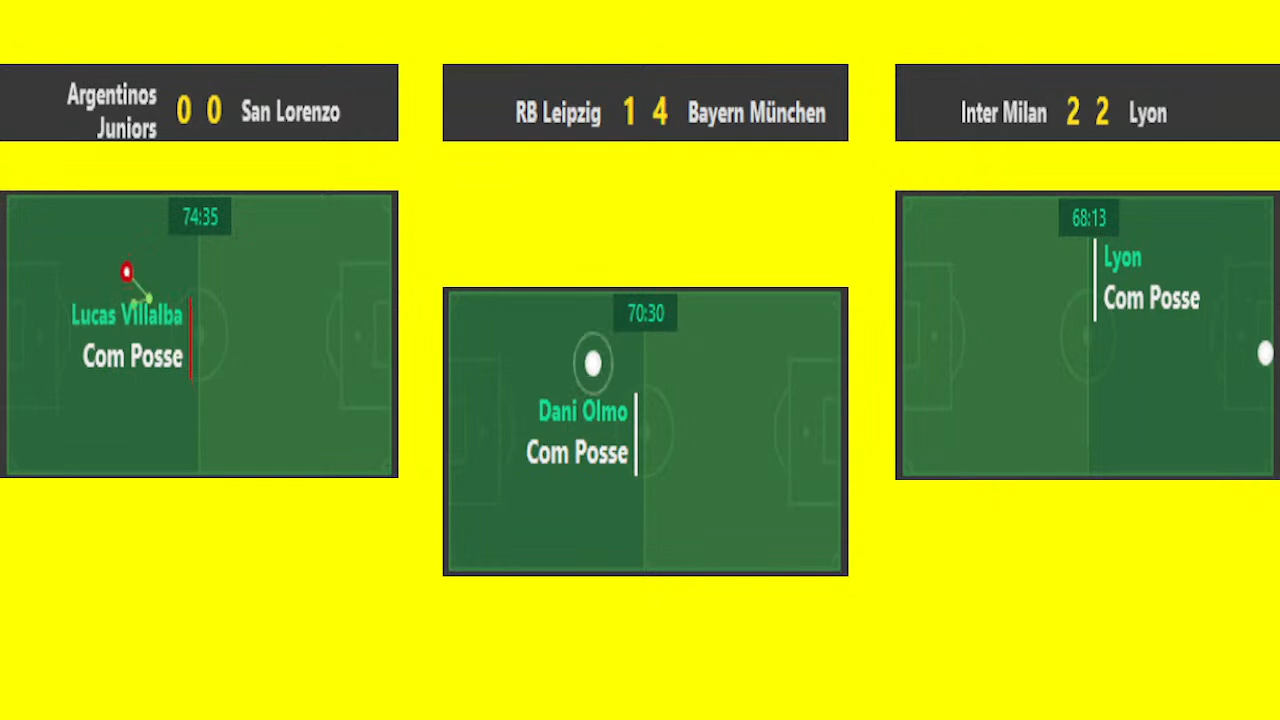 Argentinos
Juniors
0 0
San Lorenzo
RB Leipzig
1 4
Bayern München
Inter Milan
2 2
Lyon
74:35
Lucas Villalba
Com Posse
70:30
Dani Olmo
Com Posse
68:13
Lyon
Com Posse